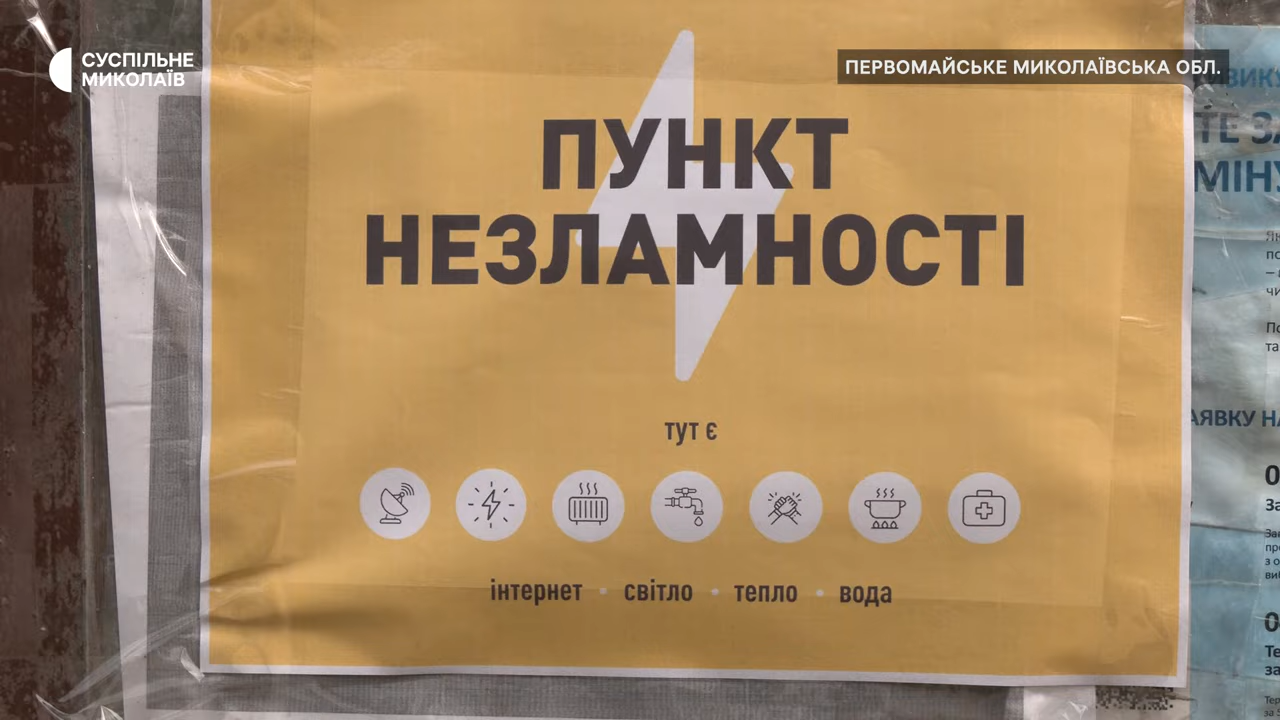 СУСПІЛЬНЕ
МИКОЛАЇВ
ПЕРВОМАЙСЬКЕ МИКОЛАЇВСЬКА ОБЛ.
ПУНКТ
НЕЗЛАМНОСТІ
тут є
інтернет • світло • тепло • вода